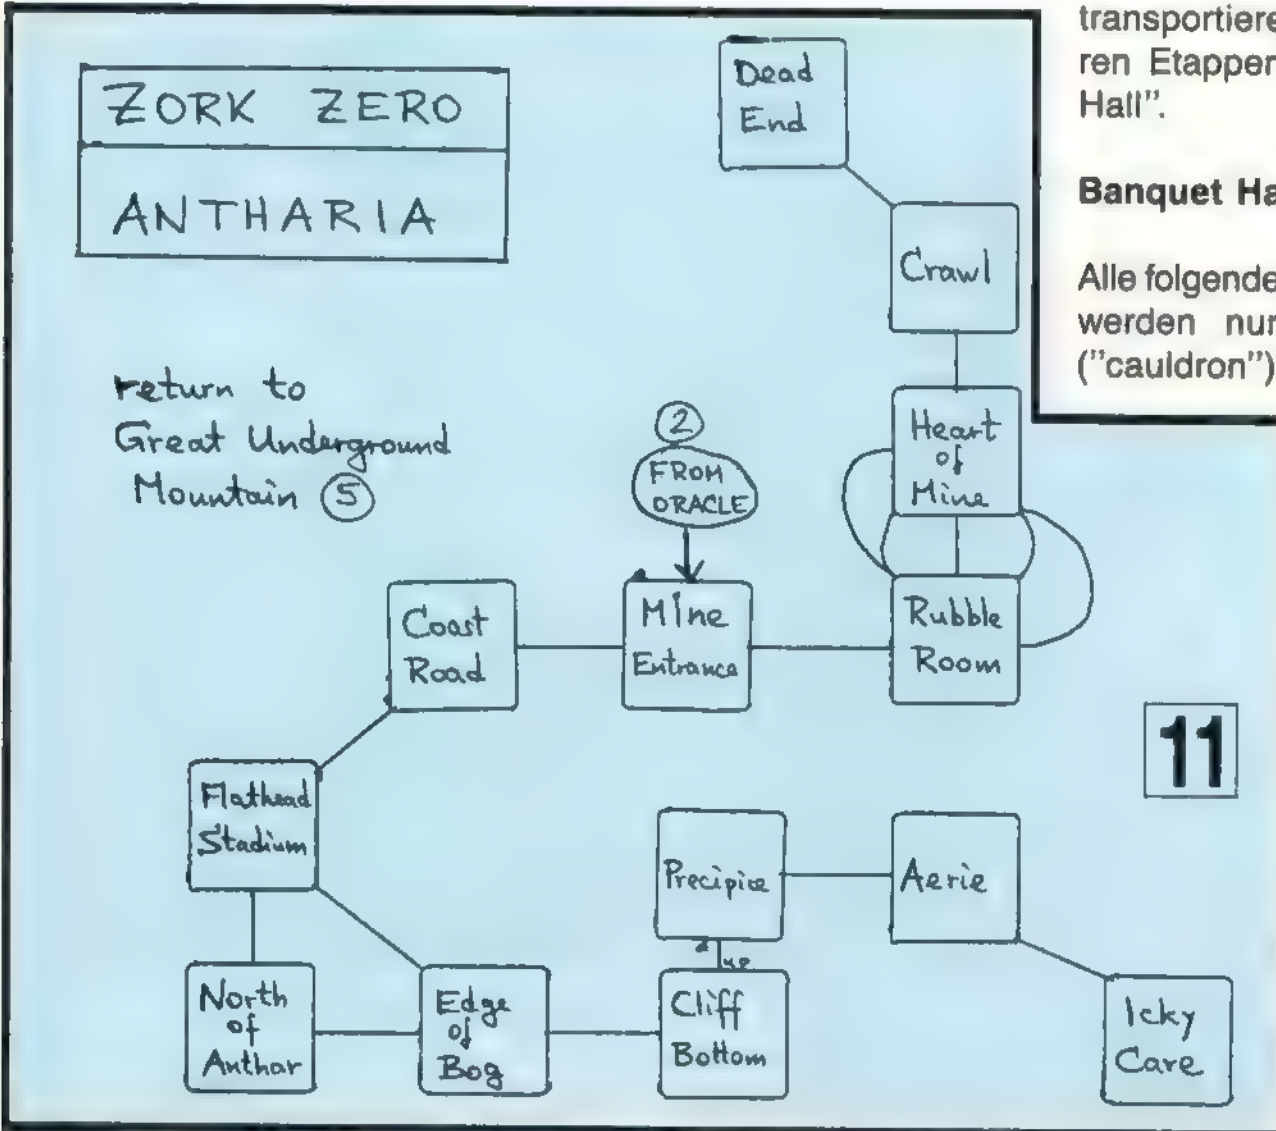 ZORK ZERO
ANTHARIA
return to
Great Underground
Mountain 5
Dead
End
Crawl
Heart
of
Mine
2
FROM
ORACLE
Coast
Road
Mine
Entrance
Rubble
Room
Flathead
Stadium
Precipice
Aerie
up
North
of
Anthar
Edge
of
Bog
Cliff
Bottom
Icky
Care
11
transportiere
ren Etappen
Hall".
Banquet Ha
Alle folgende
werden nur
("cauldron")